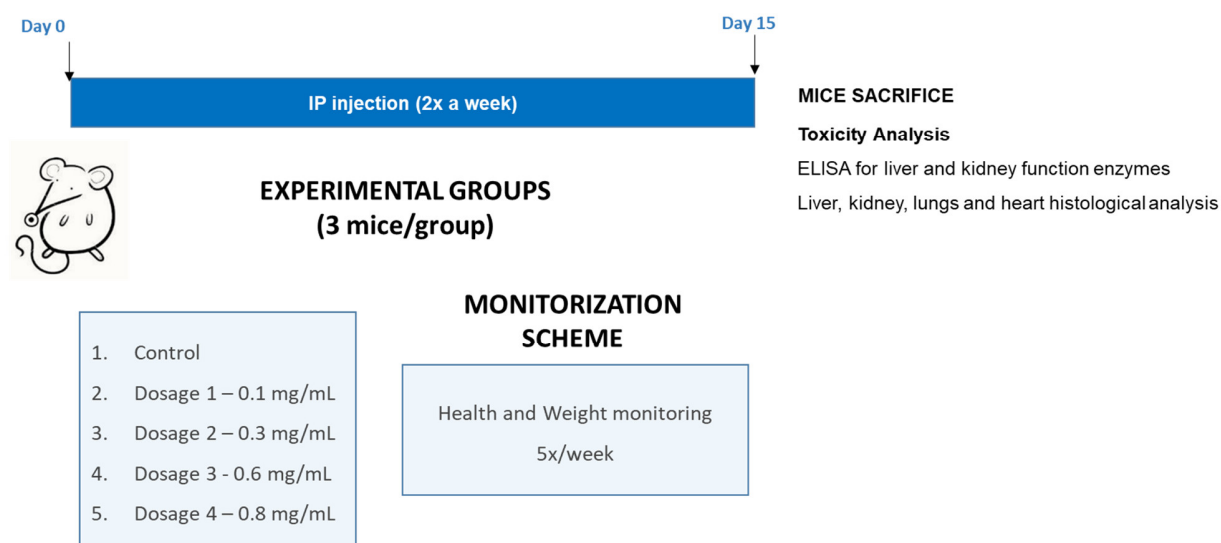 Day 0
Day 15
IP injection (2x a week)
MICE SACRIFICE
Toxicity Analysis
ELISA for liver and kidney function enzymes
Liver, kidney, lungs and heart histological analysis
EXPERIMENTAL GROUPS
(3 mice/group)
MONITORIZATION
SCHEME
1. Control
2. Dosage 1 – 0.1 mg/mL
3. Dosage 2 – 0.3 mg/mL
4. Dosage 3 - 0.6 mg/mL
5. Dosage 4 – 0.8 mg/mL
Health and Weight monitoring
5x/week